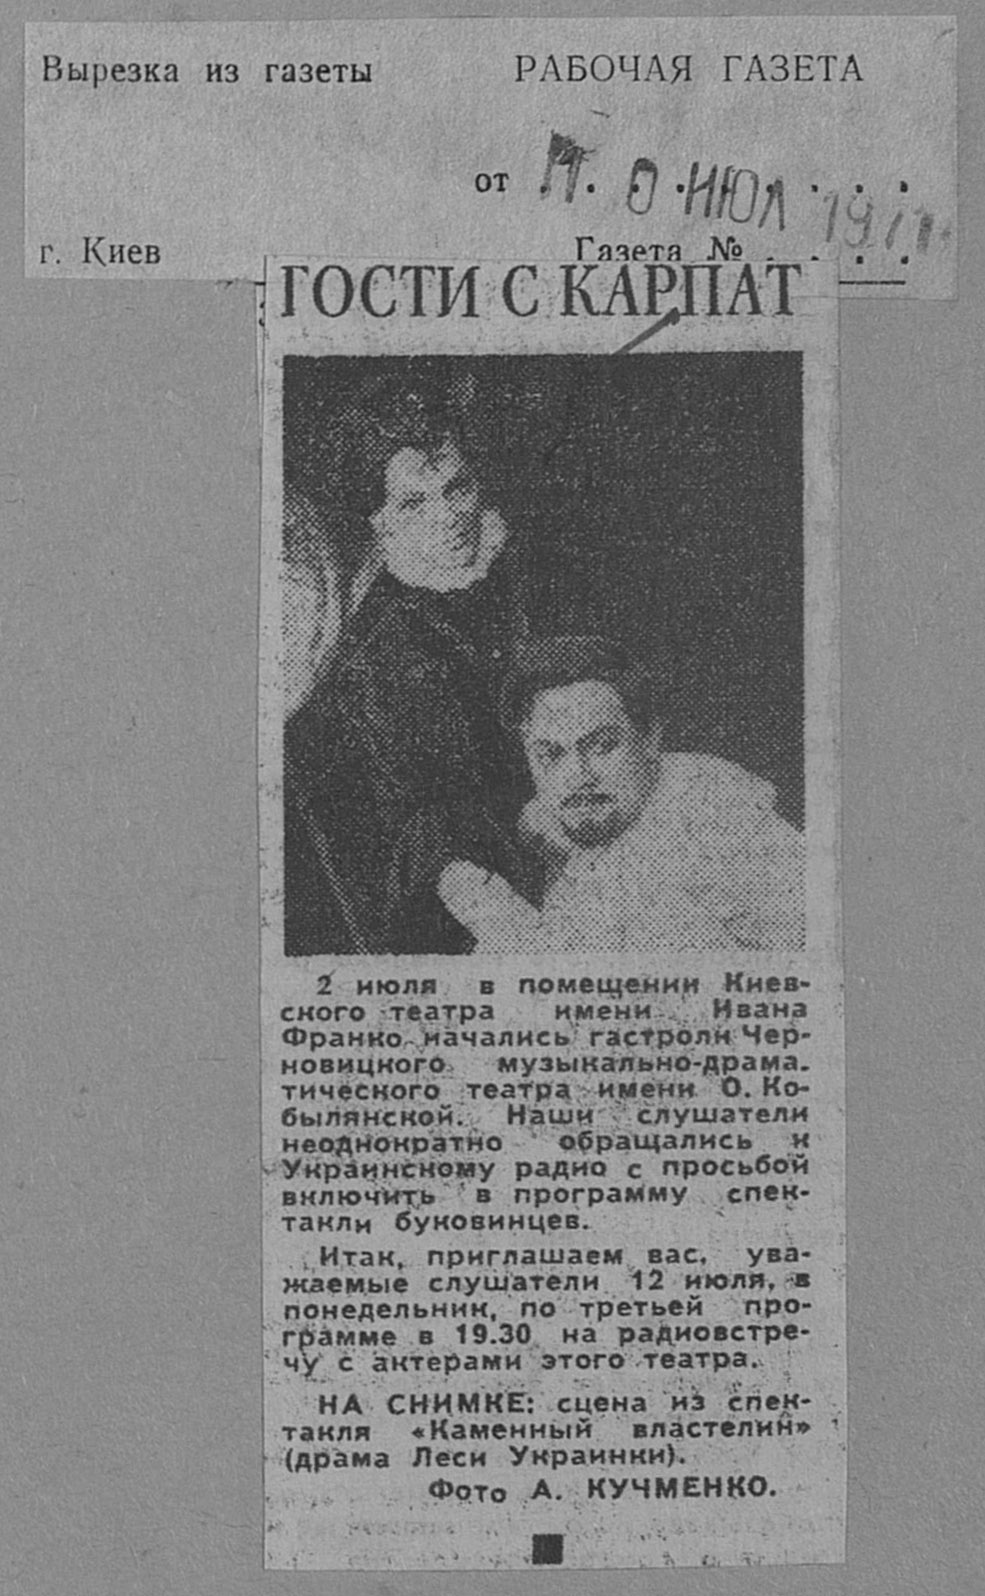 Вырезка из газеты РАБОЧАЯ ГАЗЕТА
от 0 ИЮЛ 1971
г. Киев Газета №
ГОСТИ С КАРПАТ
2 июля в помещении Киев-
ского театра имени Ивана
Франко начались гастроли Чер-
новицкого музыкально-драма-
тического театра имени О. Ко-
былянской. Наши слушатели
неоднократно обращались к
Украинскому радио с просьбой
включить в программу спек-
такли буковинцев.
Итак, приглашаем вас, ува-
жаемые слушатели 12 июля, в
понедельник, по третьей про-
грамме в 19.30 на радиовстре-
чу с актерами этого театра.
НА СНИМКЕ: сцена из спек-
такля «Каменный властелин»
(драма Леси Украинки).
Фото А. КУЧМЕНКО.